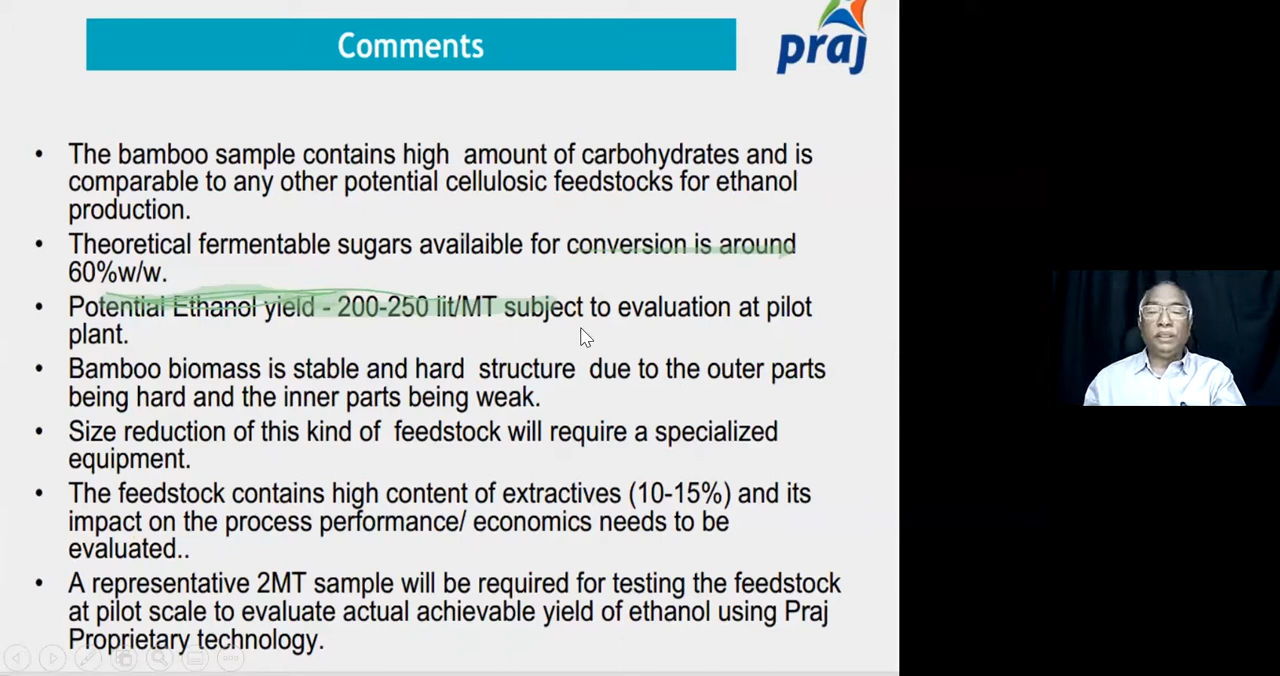 Comments
praj
• The bamboo sample contains high amount of carbohydrates and is
comparable to any other potential cellulosic feedstocks for ethanol
production.
• Theoretical fermentable sugars availaible for conversion is around
60%w/w.
• Potential Ethanol yield - 200-250 lit/MT subject to evaluation at pilot
plant.
• Bamboo biomass is stable and hard structure due to the outer parts
being hard and the inner parts being weak.
• Size reduction of this kind of feedstock will require a specialized
equipment.
• The feedstock contains high content of extractives (10-15%) and its
impact on the process performance/ economics needs to be
evaluated..
• A representative 2MT sample will be required for testing the feedstock
at pilot scale to evaluate actual achievable yield of ethanol using Praj
Proprietary technology.